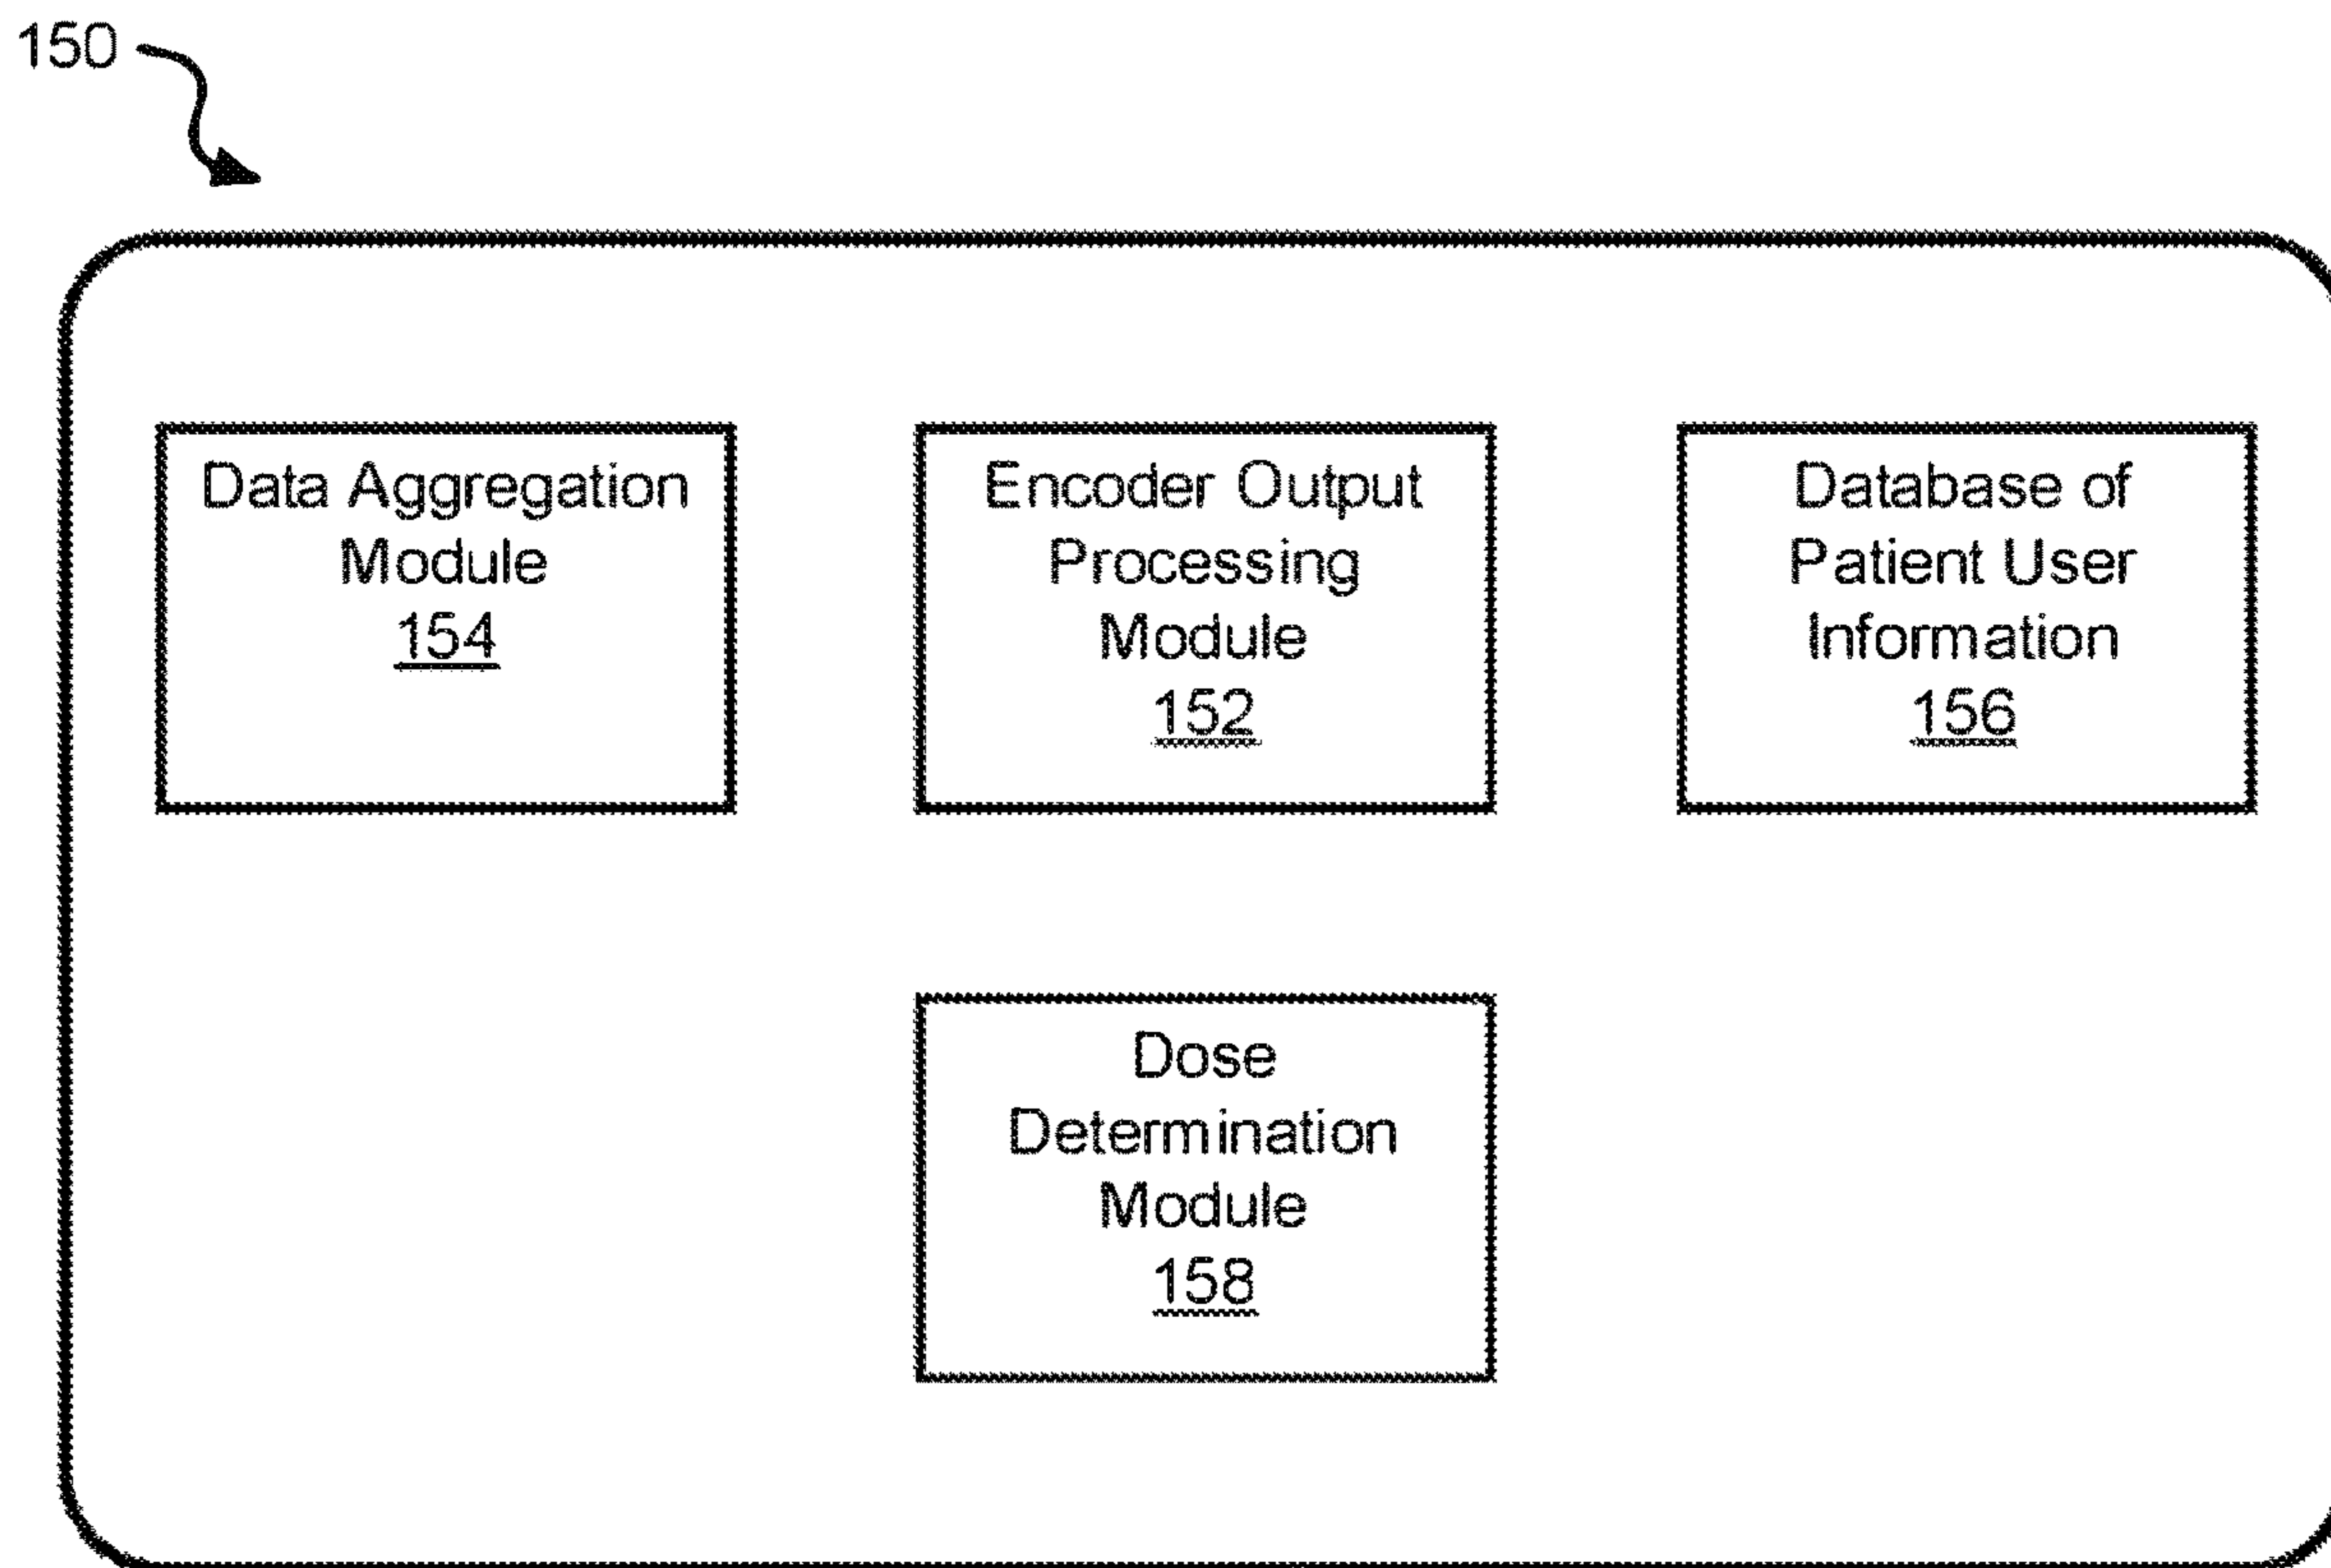 150
Data Aggregation
Module
154
Encoder Output
Processing
Module
152
Database of
Patient User
Information
156
Dose
Determination
Module
158